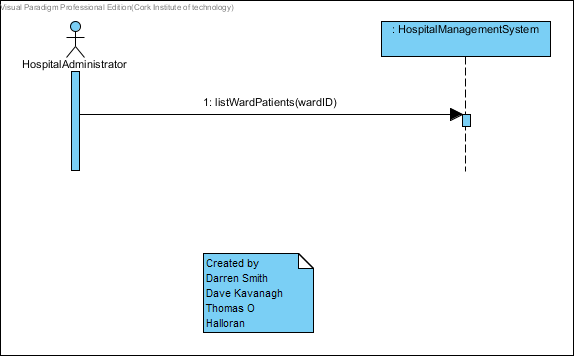 Visual Paradigm Professional Edition(Cork Institute of technology)
HospitalAdministrator
: HospitalManagementSystem
1: listWardPatients(wardID)
Created by
Darren Smith
Dave Kavanagh
Thomas O
Halloran